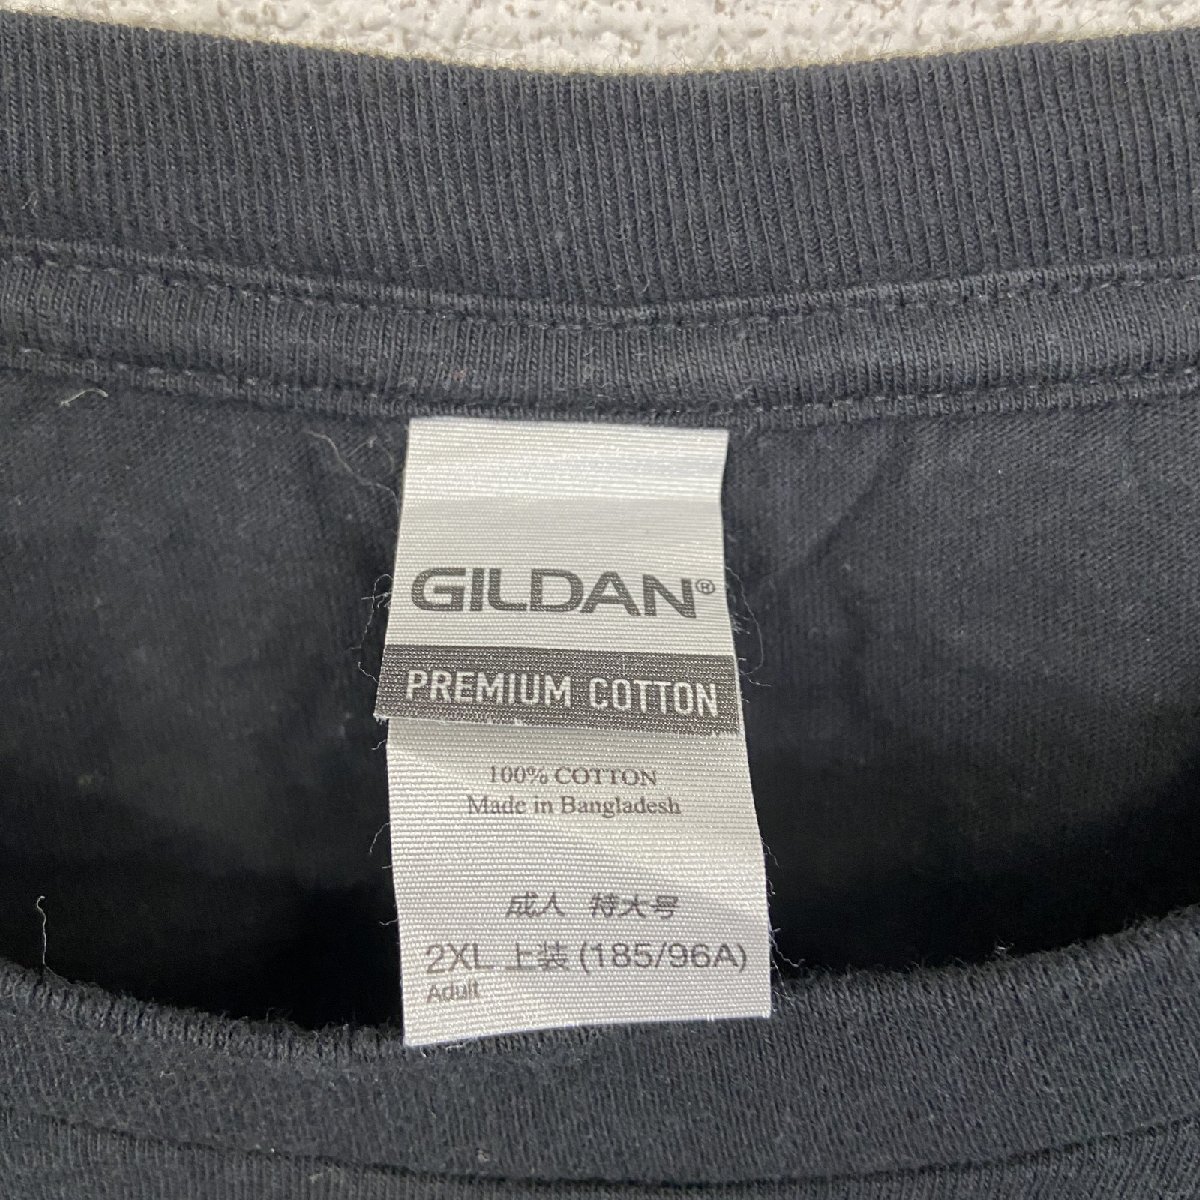 GILDAN®
PREMIUM COTTON
100% COTTON
Made in Bangladesh
成人 特大号
2XL 上装 (185/96A)
Adult